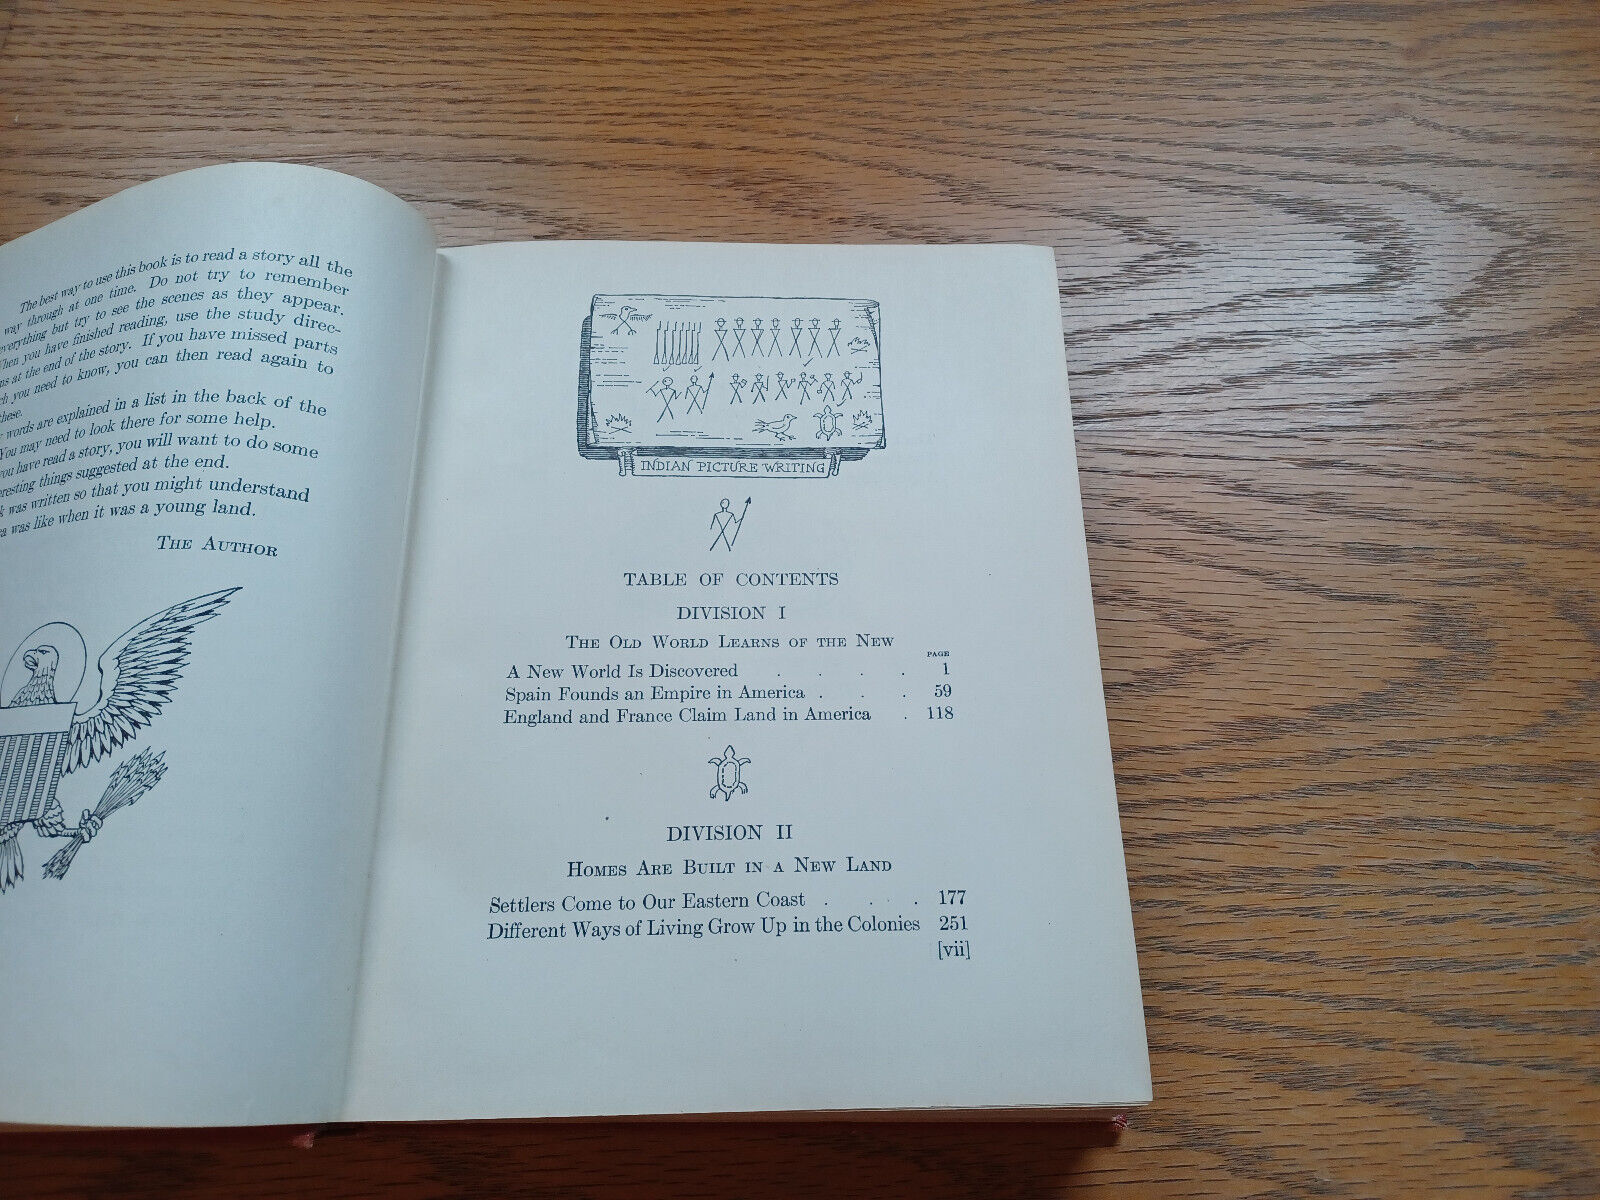 The best way to use this book is to read a story all the
way through at one time. Do not try to remember
everything but try to see the scenes as they appear.
When you have finished reading, use the study direc-
at the end of the story. If you have missed parts
you need to know, you can then read again to
these.
words are explained in a list in the back of the
You may need to look there for some help.
you have read a story, you will want to do some
things suggested at the end.
was written so that you might understand
was like when it was a young land.
THE AUTHOR
INDIAN PICTURE WRITING
TABLE OF CONTENTS
DIVISION I
THE OLD WORLD LEARNS OF THE NEW
PAGE
A New World Is Discovered . . . . 1
Spain Founds an Empire in America . . . 59
England and France Claim Land in America . 118
DIVISION II
HOMES ARE BUILT IN A NEW LAND
Settlers Come to Our Eastern Coast . . . 177
Different Ways of Living Grow Up in the Colonies 251
[vii]